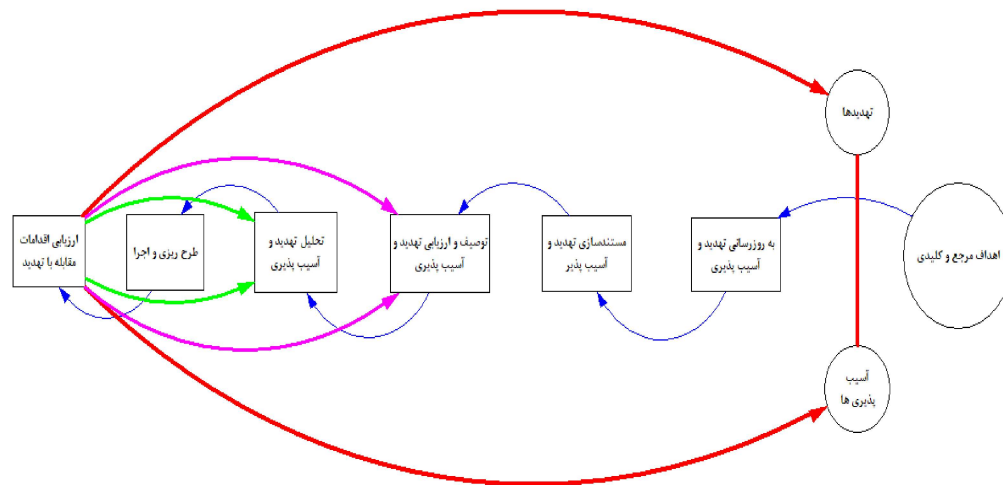 تهدیدها
اهداف مرجع و کلیدی
به روزرسانی تهدید و
آسیب پذیری
مستندسازی تهدید و
آسیب پذیر
توصیف و ارزیابی تهدید و
آسیب پذیری
تحلیل تهدید و
آسیب پذیری
طرح ریزی و اجرا
ارزیابی اقدامات
مقابله با تهدید
آسیب
پذیری ها